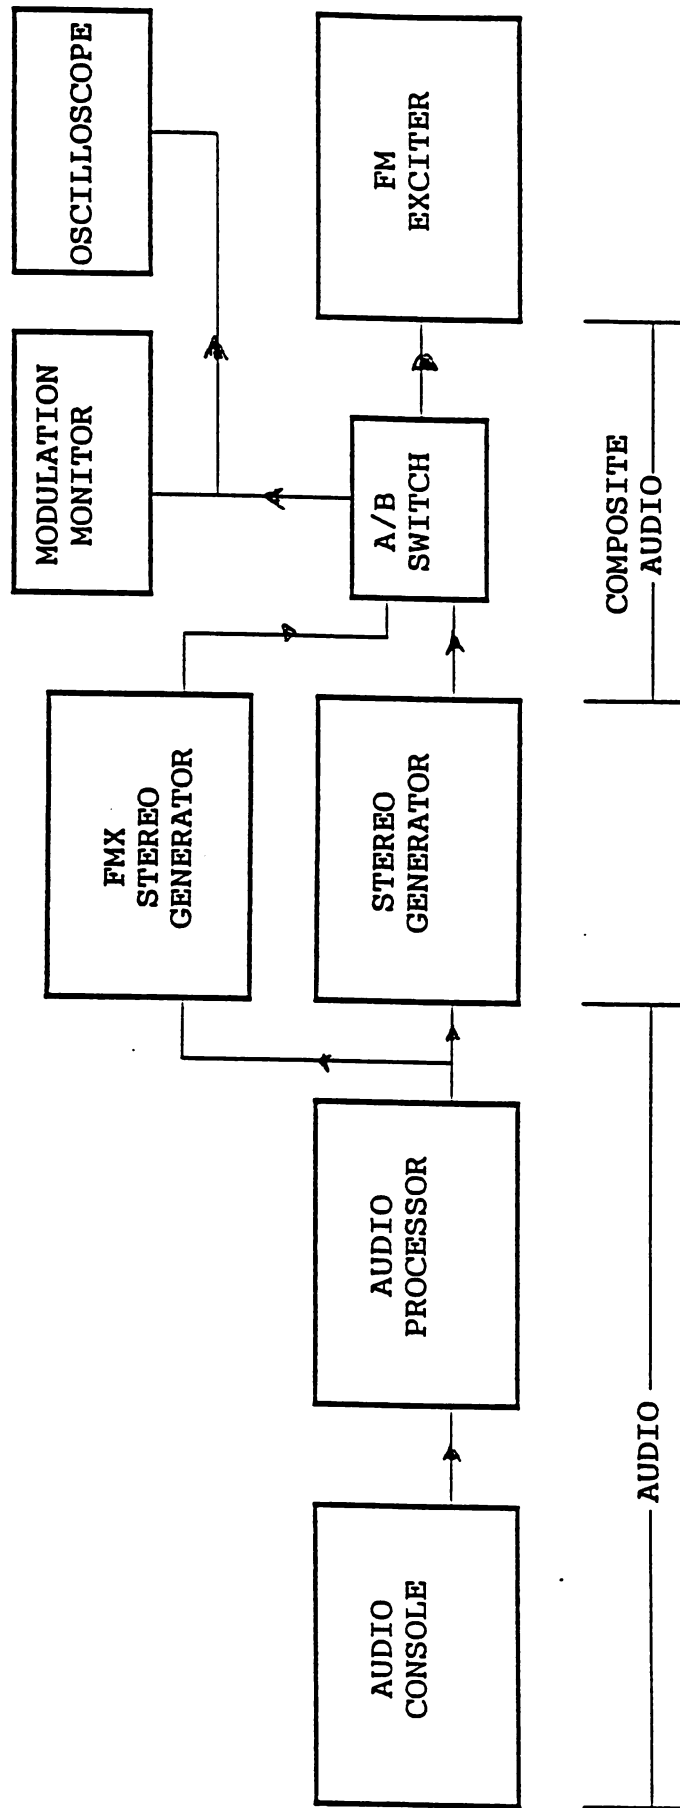 OSCILLOSCOPE
MODULATION
MONITOR
FM
EXCITER
A/B
SWITCH
FMX
STEREO
GENERATOR
STEREO
GENERATOR
AUDIO
PROCESSOR
AUDIO
CONSOLE
COMPOSITE
AUDIO
AUDIO